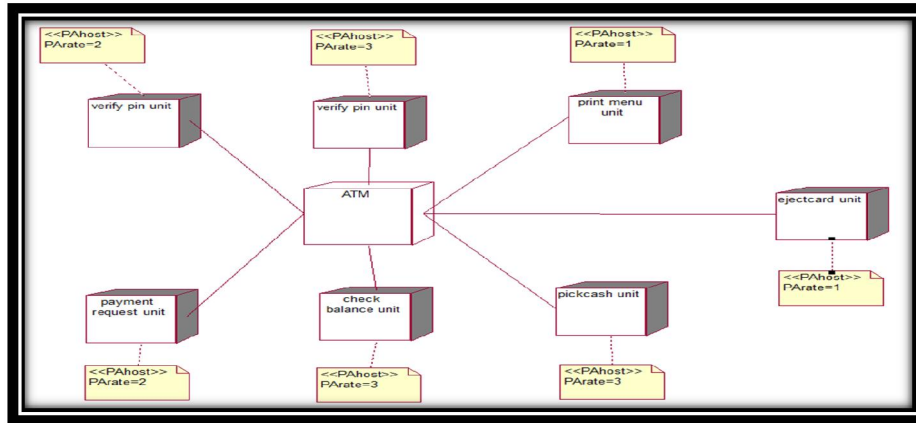 <<PAhost>>
PArate=2
<<PAhost>>
PArate=3
<<PAhost>>
PArate=1
verify pin unit
verify pin unit
print menu
unit
ATM
ejectcard unit
<<PAhost>>
PArate=1
payment
request unit
check
balance unit
pickcash unit
<<PAhost>>
PArate=2
<<PAhost>>
PArate=3
<<PAhost>>
PArate=3